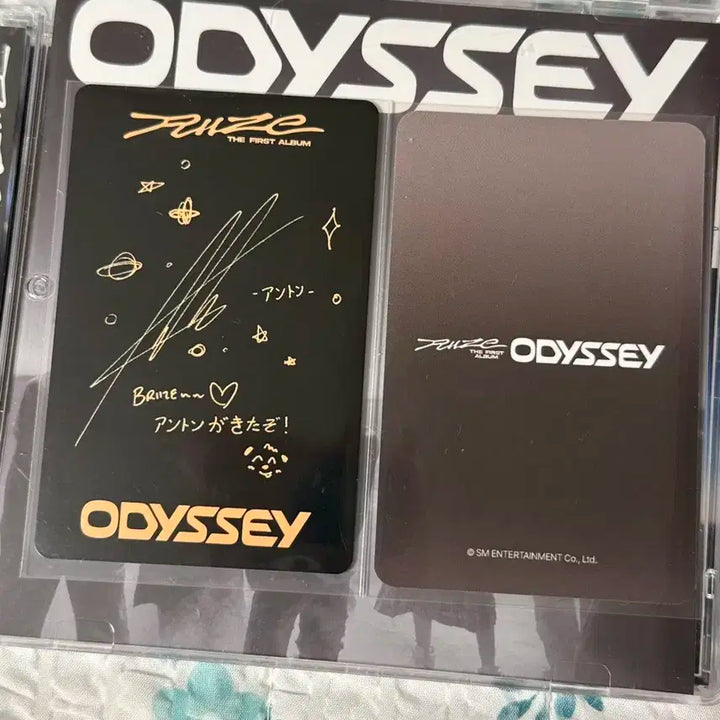 ODYSSEY
RIIZE
THE FIRST ALBUM
-アントン-
BRIIZE~~♡
アントンがきたぞ!
ODYSSEY
RIIZE
THE FIRST
ALBUM
ODYSSEY
© SM ENTERTAINMENT Co., Ltd.